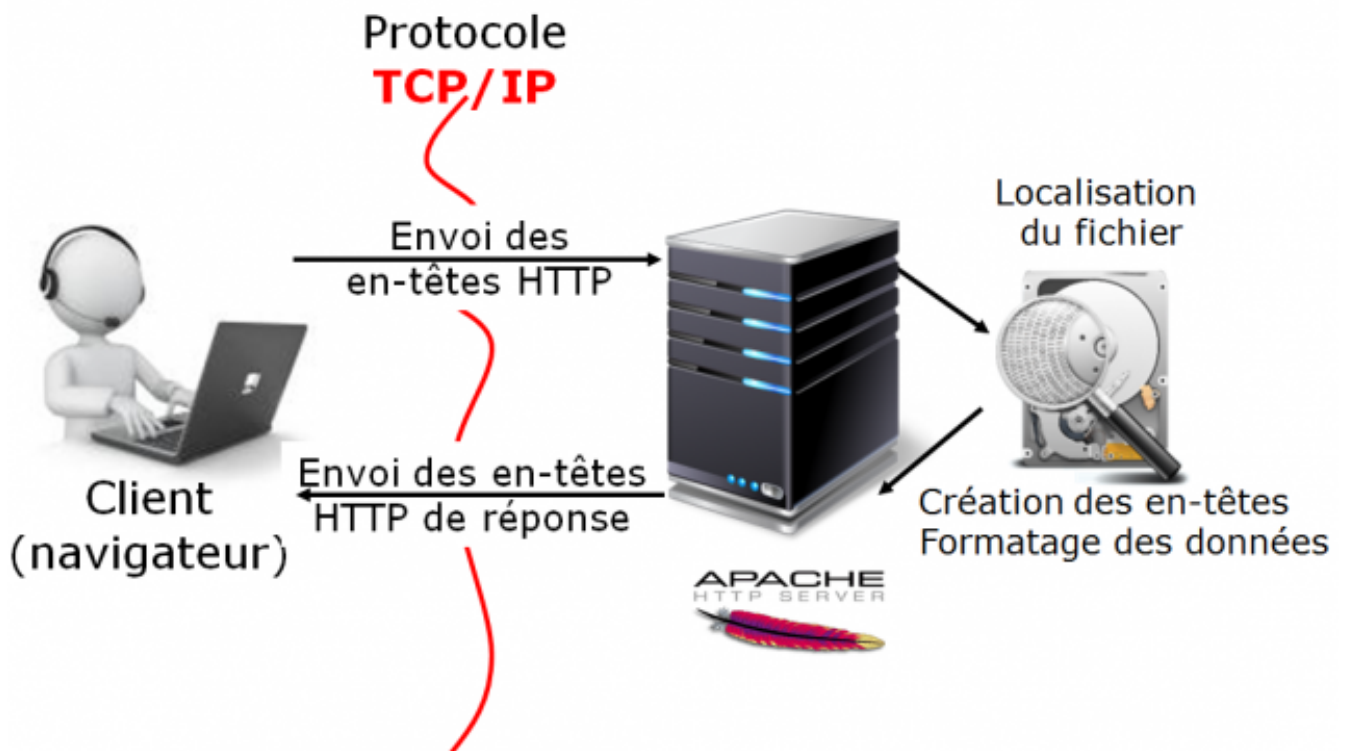 Protocole
TCP/IP
Envoi des
en-têtes HTTP
Localisation
du fichier
Envoi des en-têtes
HTTP de réponse
Client
(navigateur)
Création des en-têtes
Formatage des données
APACHE
HTTP SERVER